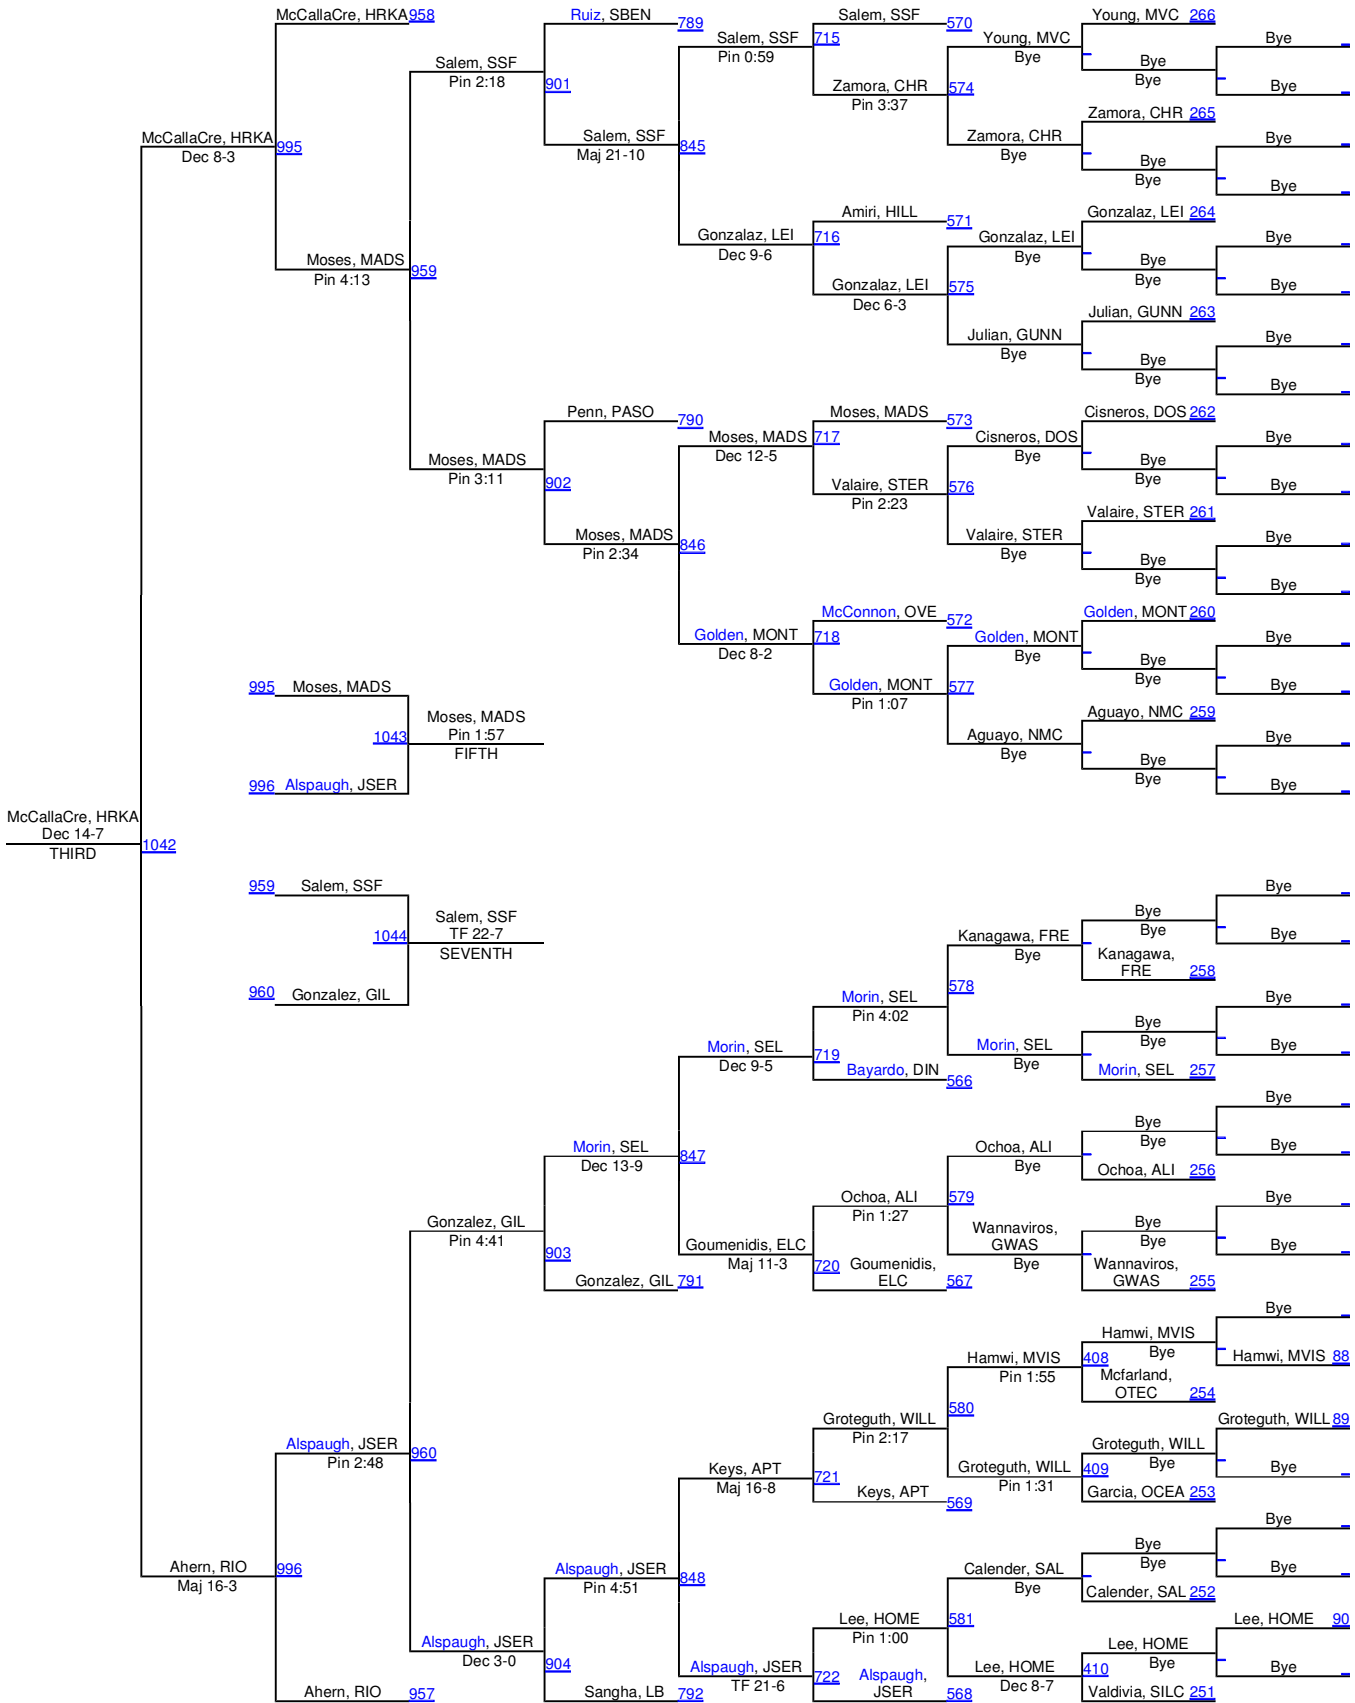 McCallaCre, HRKA 958
Ruiz, SBEN 789
Salem, SSF 570
Young, MVC 266
Bye
Salem, SSF
Pin 0:59
715
Young, MVC
Bye
Bye
Bye
Salem, SSF
Pin 2:18
901
Zamora, CHR
Pin 3:37
574
Bye
Zamora, CHR 265
McCallaCre, HRKA
Dec 8-3
995
Salem, SSF
Maj 21-10
845
Zamora, CHR
Bye
Bye
Bye
Bye
Bye
Amiri, HILL 571
Gonzalaz, LEI 264
Gonzalaz, LEI
Dec 9-6
716
Gonzalaz, LEI
Bye
Bye
Bye
Bye
Moses, MADS
Pin 4:13
959
Gonzalaz, LEI
Dec 6-3
575
Bye
Julian, GUNN 263
Julian, GUNN
Bye
Bye
Bye
Bye
Bye
Penn, PASO 790
Moses, MADS 573
Cisneros, DOS 262
Moses, MADS
Dec 12-5
717
Cisneros, DOS
Bye
Bye
Bye
Bye
Moses, MADS
Pin 3:11
902
Valaire, STER
Pin 2:23
576
Bye
Valaire, STER 261
Moses, MADS
Pin 2:34
846
Valaire, STER
Bye
Bye
Bye
Bye
Bye
McConnon, OVE 572
Golden, MONT 260
Golden, MONT
Dec 8-2
718
Golden, MONT
Bye
Bye
Bye
Bye
995 Moses, MADS
Golden, MONT
Pin 1:07
577
Bye
Moses, MADS
Pin 1:57
FIFTH
1043
Aguayo, NMC 259
Aguayo, NMC
Bye
Bye
Bye
Bye
996 Alspaugh, JSER
Bye
McCallaCre, HRKA
Dec 14-7
THIRD
1042
959 Salem, SSF
Bye
Salem, SSF
TF 22-7
SEVENTH
1044
Kanagawa, FRE
Bye
Bye
Bye
Bye
Kanagawa,
FRE 258
960 Gonzalez, GIL
578
Morin, SEL
Pin 4:02
Bye
Morin, SEL
Dec 9-5
719
Morin, SEL
Bye
Bye
Bye
Bye
Bayardo, DIN 566
Morin, SEL 257
Bye
Morin, SEL
Dec 13-9
847
Ochoa, ALI
Bye
Bye
Bye
Bye
Ochoa, ALI 256
Ochoa, ALI
Pin 1:27
579
Bye
Gonzalez, GIL
Pin 4:41
903
Goumenidis, ELC
Maj 11-3
720
Wannaviros,
GWAS
Bye
Bye
Bye
Bye
Gonzalez, GIL 791
Goumenidis,
ELC 567
Wannaviros,
GWAS 255
Bye
Hamwi, MVIS
Bye
Hamwi, MVIS 88
Hamwi, MVIS
Pin 1:55
408
Mcfarland,
OTEC 254
580
Groteguth, WILL
Pin 2:17
Groteguth, WILL 89
Alspaugh, JSER
Pin 2:48
960
Groteguth, WILL
Bye
Bye
Keys, APT
Maj 16-8
721
Groteguth, WILL
Pin 1:31
409
Keys, APT 569
Garcia, OCEA 253
Bye
Ahern, RIO
Maj 16-3
996
Alspaugh, JSER
Pin 4:51
848
Calender, SAL
Bye
Bye
Bye
Bye
Calender, SAL 252
Lee, HOME
Pin 1:00
581
Lee, HOME 90
Alspaugh, JSER
Dec 3-0
904
Alspaugh, JSER
TF 21-6
722
Lee, HOME
Dec 8-7
410
Lee, HOME
Bye
Bye
Ahern, RIO 957
Sangha, LB 792
Alspaugh,
JSER 568
Valdivia, SILC 251